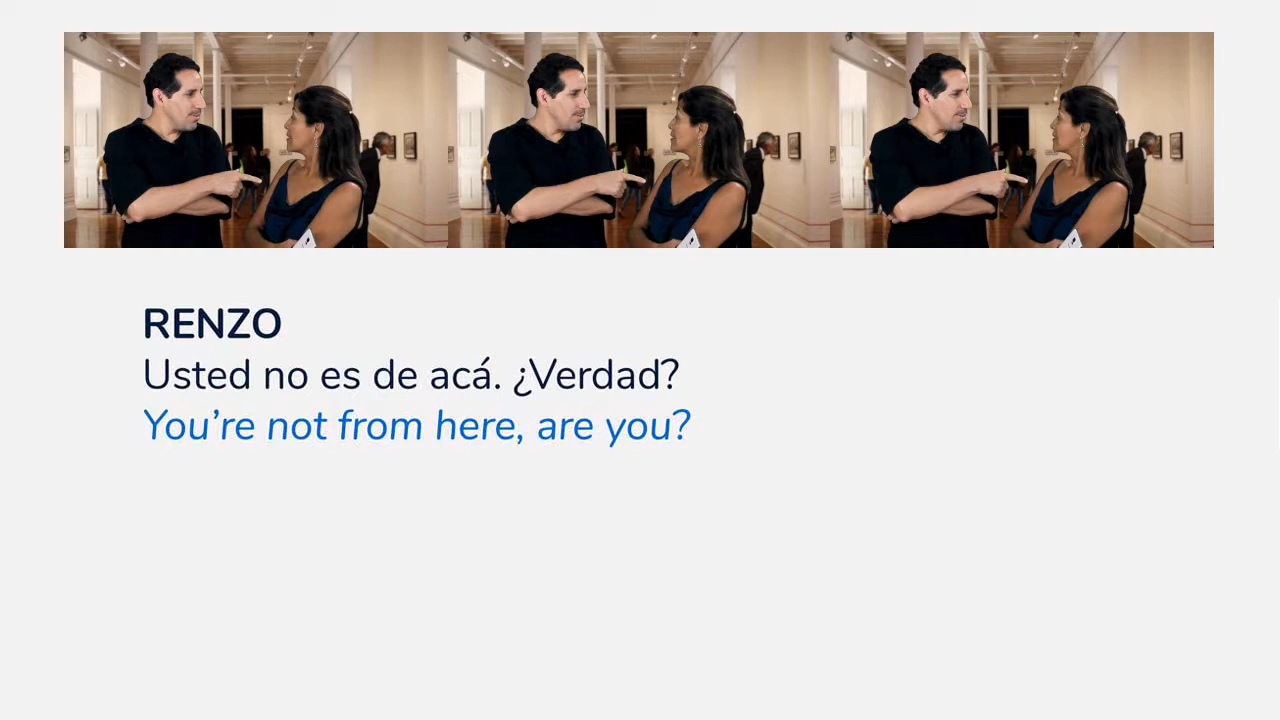 RENZO
Usted no es de acá. ¿Verdad?
You’re not from here, are you?